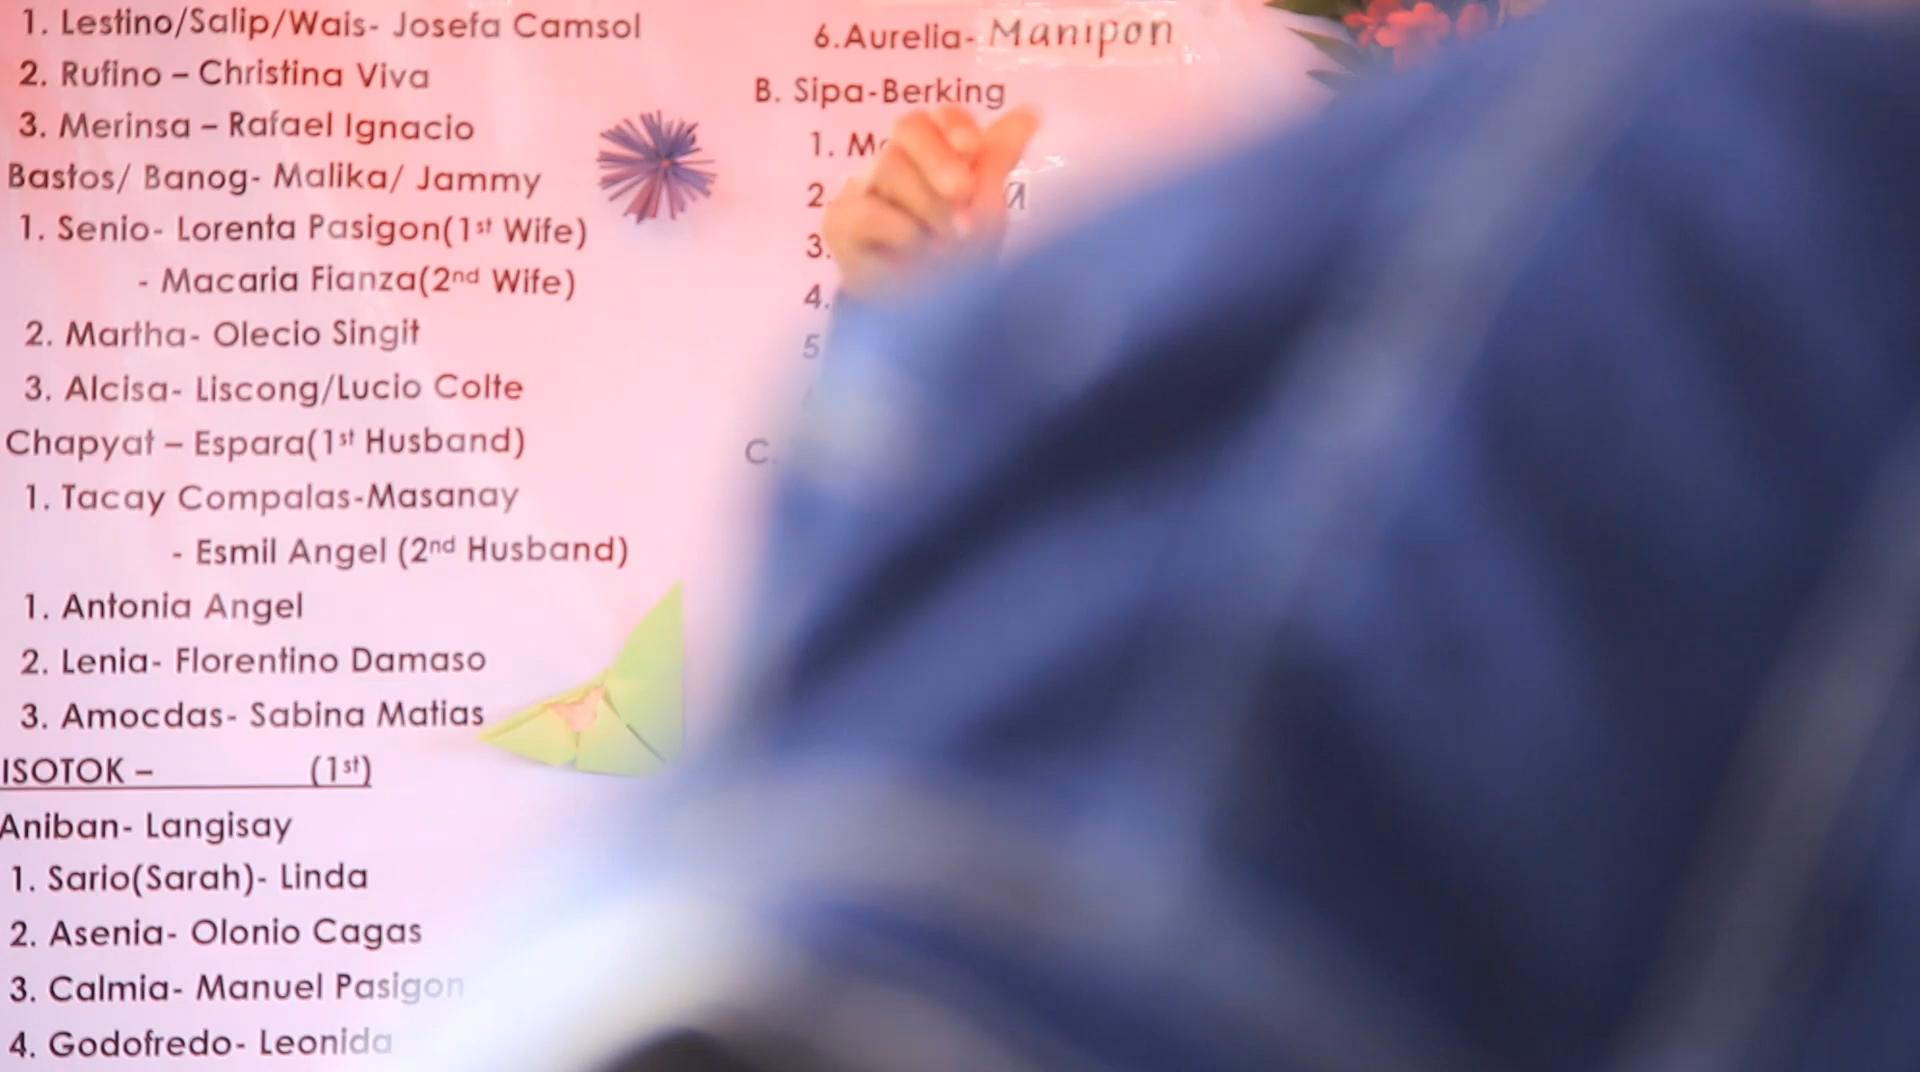 1. Lestino/Salip/Wais- Josefa Camsol
2. Rufino – Christina Viva
3. Merinsa – Rafael Ignacio
Bastos/ Banog- Malika/ Jammy
1. Senio- Lorenta Pasigon(1st Wife)
- Macaria Fianza(2nd Wife)
2. Martha- Olecio Singit
3. Alcisa- Liscong/Lucio Colte
Chapyat – Espara(1st Husband)
1. Tacay Compalas-Masanay
- Esmil Angel (2nd Husband)
1. Antonia Angel
2. Lenia- Florentino Damaso
3. Amocdas- Sabina Matias
ISOTOK – (1st)
Aniban- Langisay
1. Sario(Sarah)- Linda
2. Asenia- Olonio Cagas
3. Calmia- Manuel Pasigon
4. Godofredo- Leonida
6.Aurelia- Manipon
B. Sipa-Berking
1.
2.
3.
4.
5
C.